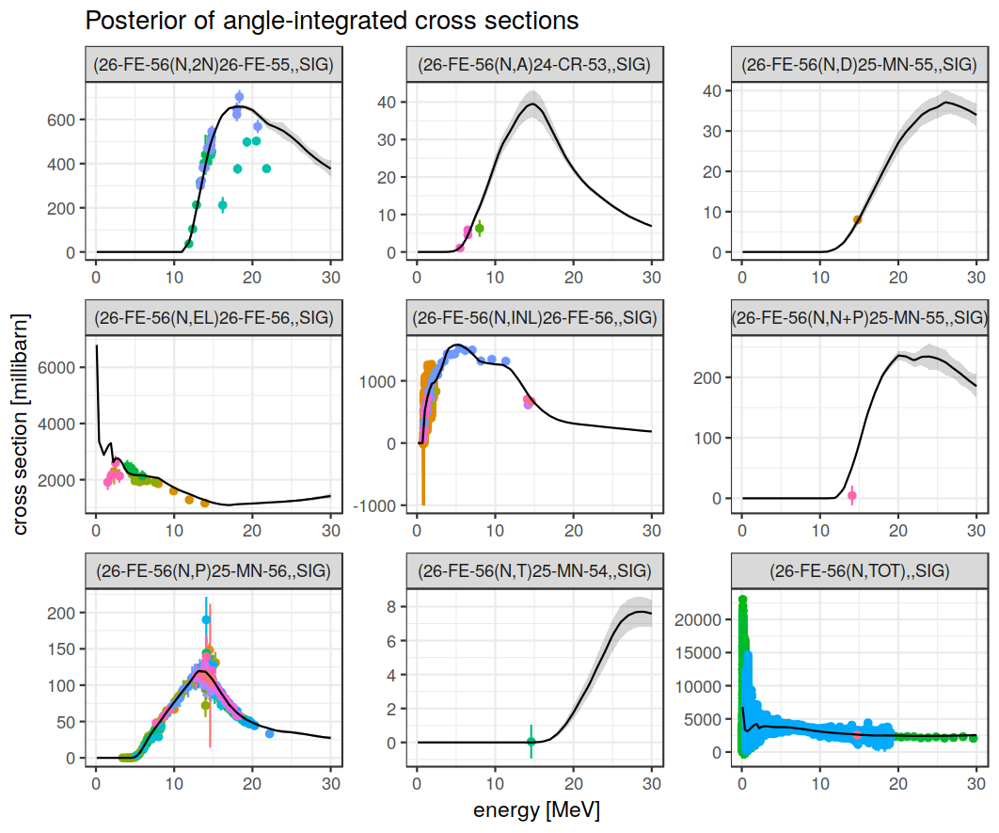 Posterior of angle-integrated cross sections
(26-FE-56(N,2N)26-FE-55,,SIG)
(26-FE-56(N,A)24-CR-53,,SIG)
(26-FE-56(N,D)25-MN-55,,SIG)
600
400
200
0
40
30
20
10
0
40
30
20
10
0
0 10 20 30
0 10 20 30
0 10 20 30
(26-FE-56(N,EL)26-FE-56,,SIG)
(26-FE-56(N,INL)26-FE-56,,SIG)
(26-FE-56(N,N+P)25-MN-55,,SIG)
cross section [millibarn]
6000
4000
2000
1000
0
-1000
200
100
0
0 10 20 30
0 10 20 30
0 10 20 30
(26-FE-56(N,P)25-MN-56,,SIG)
(26-FE-56(N,T)25-MN-54,,SIG)
(26-FE-56(N,TOT),,SIG)
200
150
100
50
0
8
6
4
2
0
20000
15000
10000
5000
0
0 10 20 30
0 10 20 30
0 10 20 30
energy [MeV]